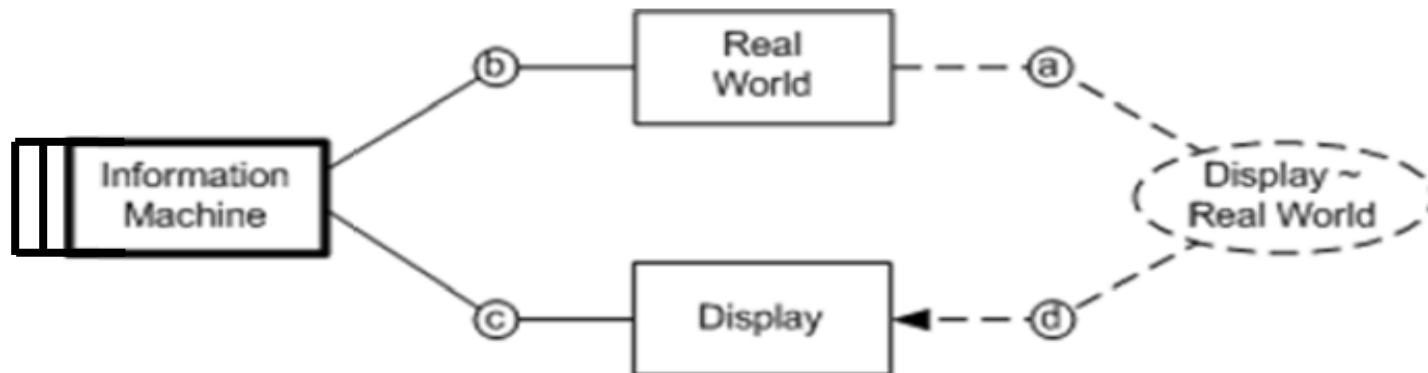 b
Real
World
a
Information
Machine
Display ~
Real World
c
Display
d